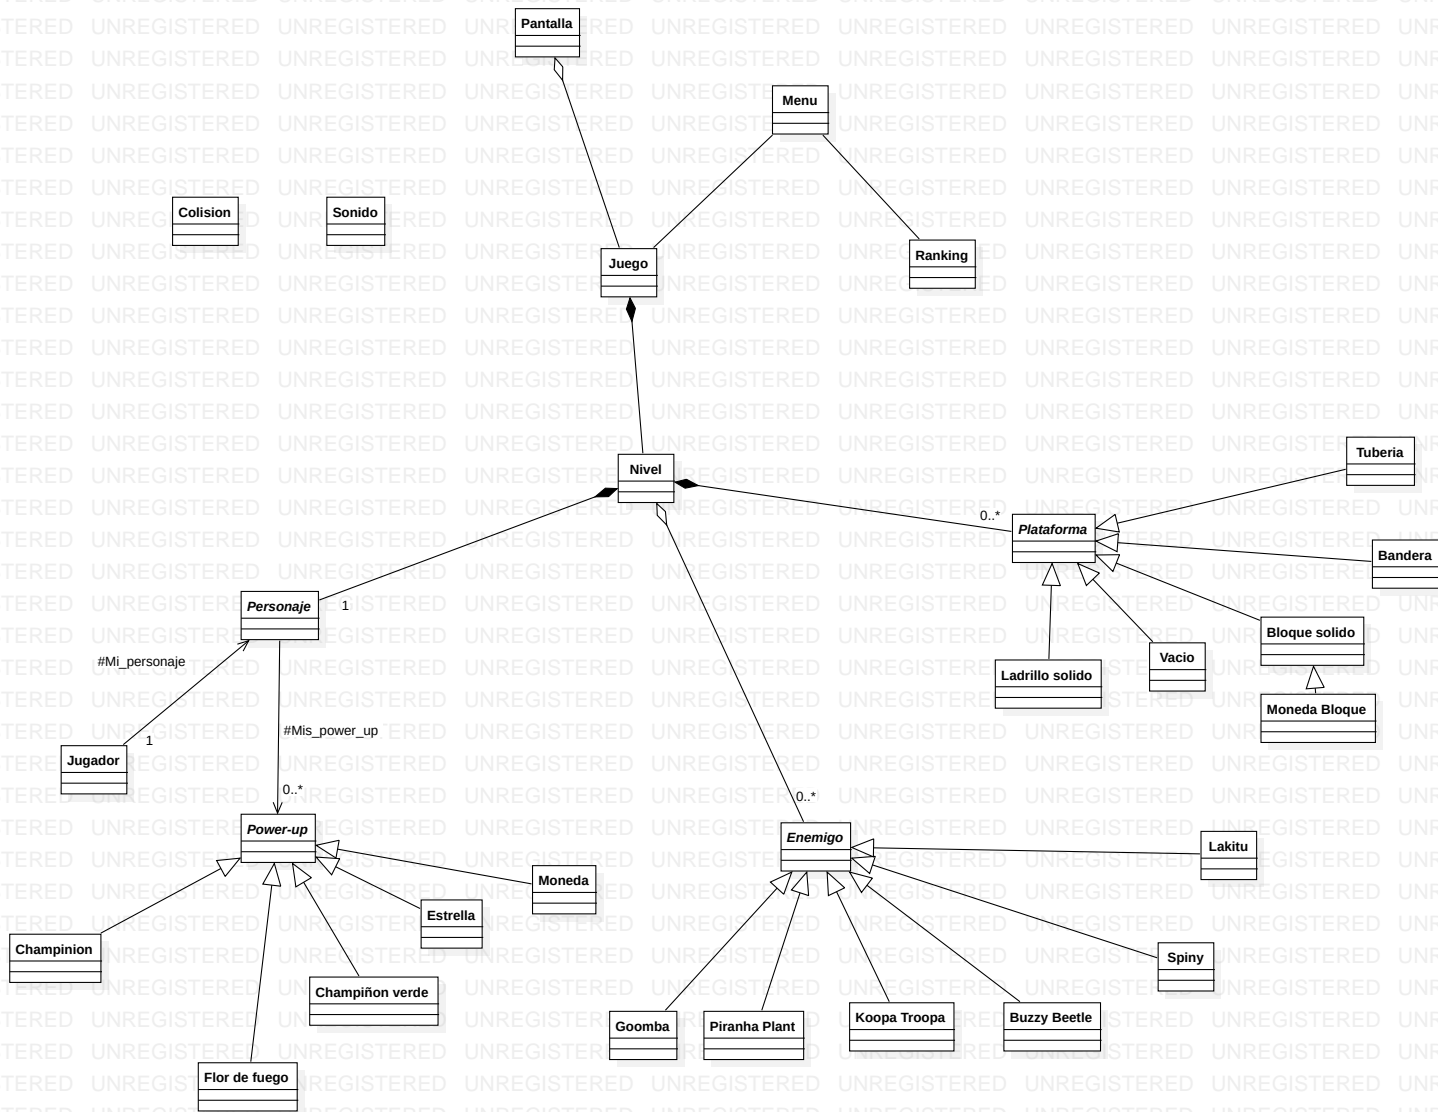 Pantalla
Menu
Colision
Sonido
Juego
Ranking
Nivel
Tuberia
0..*
Plataforma
Bandera
Personaje
1
Bloque solido
#Mi_personaje
Vacio
Ladrillo solido
Moneda Bloque
#Mis_power_up
1
Jugador
0..*
0..*
Power-up
Enemigo
Lakitu
Moneda
Estrella
Champinion
Spiny
Champiñon verde
Koopa Troopa
Buzzy Beetle
Goomba
Piranha Plant
Flor de fuego
UNREGISTERED